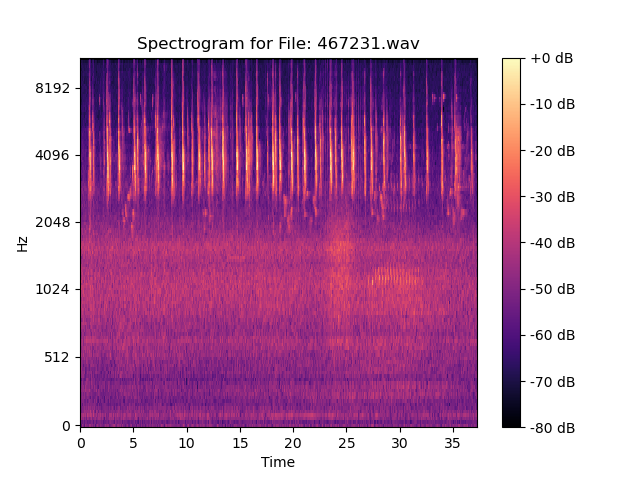 Spectrogram for File: 467231.wav
8192
4096
2048
1024
512
0
Hz
0 5 10 15 20 25 30 35
Time
+0 dB
-10 dB
-20 dB
-30 dB
-40 dB
-50 dB
-60 dB
-70 dB
-80 dB